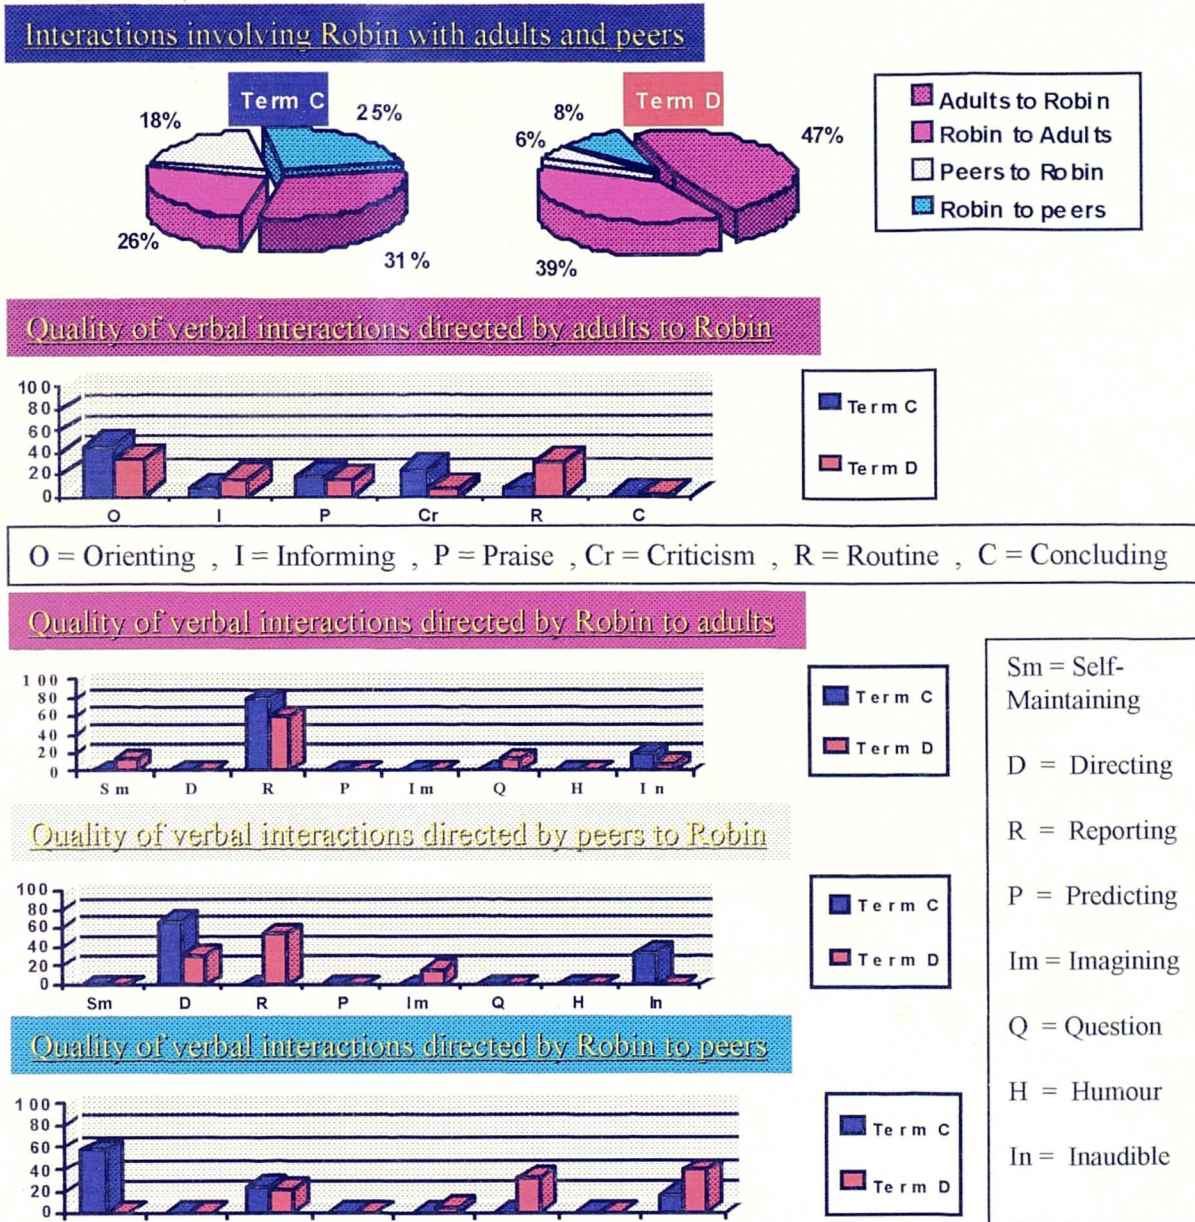 Interactions involving Robin with adults and peers
Term C
Term D
18%
25%
26%
31%
8%
6%
47%
39%
Adults to Robin
Robin to Adults
Peers to Robin
Robin to peers
Quality of verbal interactions directed by adults to Robin
100
80
60
40
20
0
O I P Cr R C
Term C
Term D
O = Orienting , I = Informing , P = Praise , Cr = Criticism , R = Routine , C = Concluding
Quality of verbal interactions directed by Robin to adults
100
80
60
40
20
0
Sm D R P Im Q H In
Term C
Term D
Quality of verbal interactions directed by peers to Robin
100
80
60
40
20
0
Sm D R P Im Q H In
Term C
Term D
Quality of verbal interactions directed by Robin to peers
100
80
60
40
20
0
Term C
Term D
Sm = Self-
Maintaining
D = Directing
R = Reporting
P = Predicting
Im = Imagining
Q = Question
H = Humour
In = Inaudible